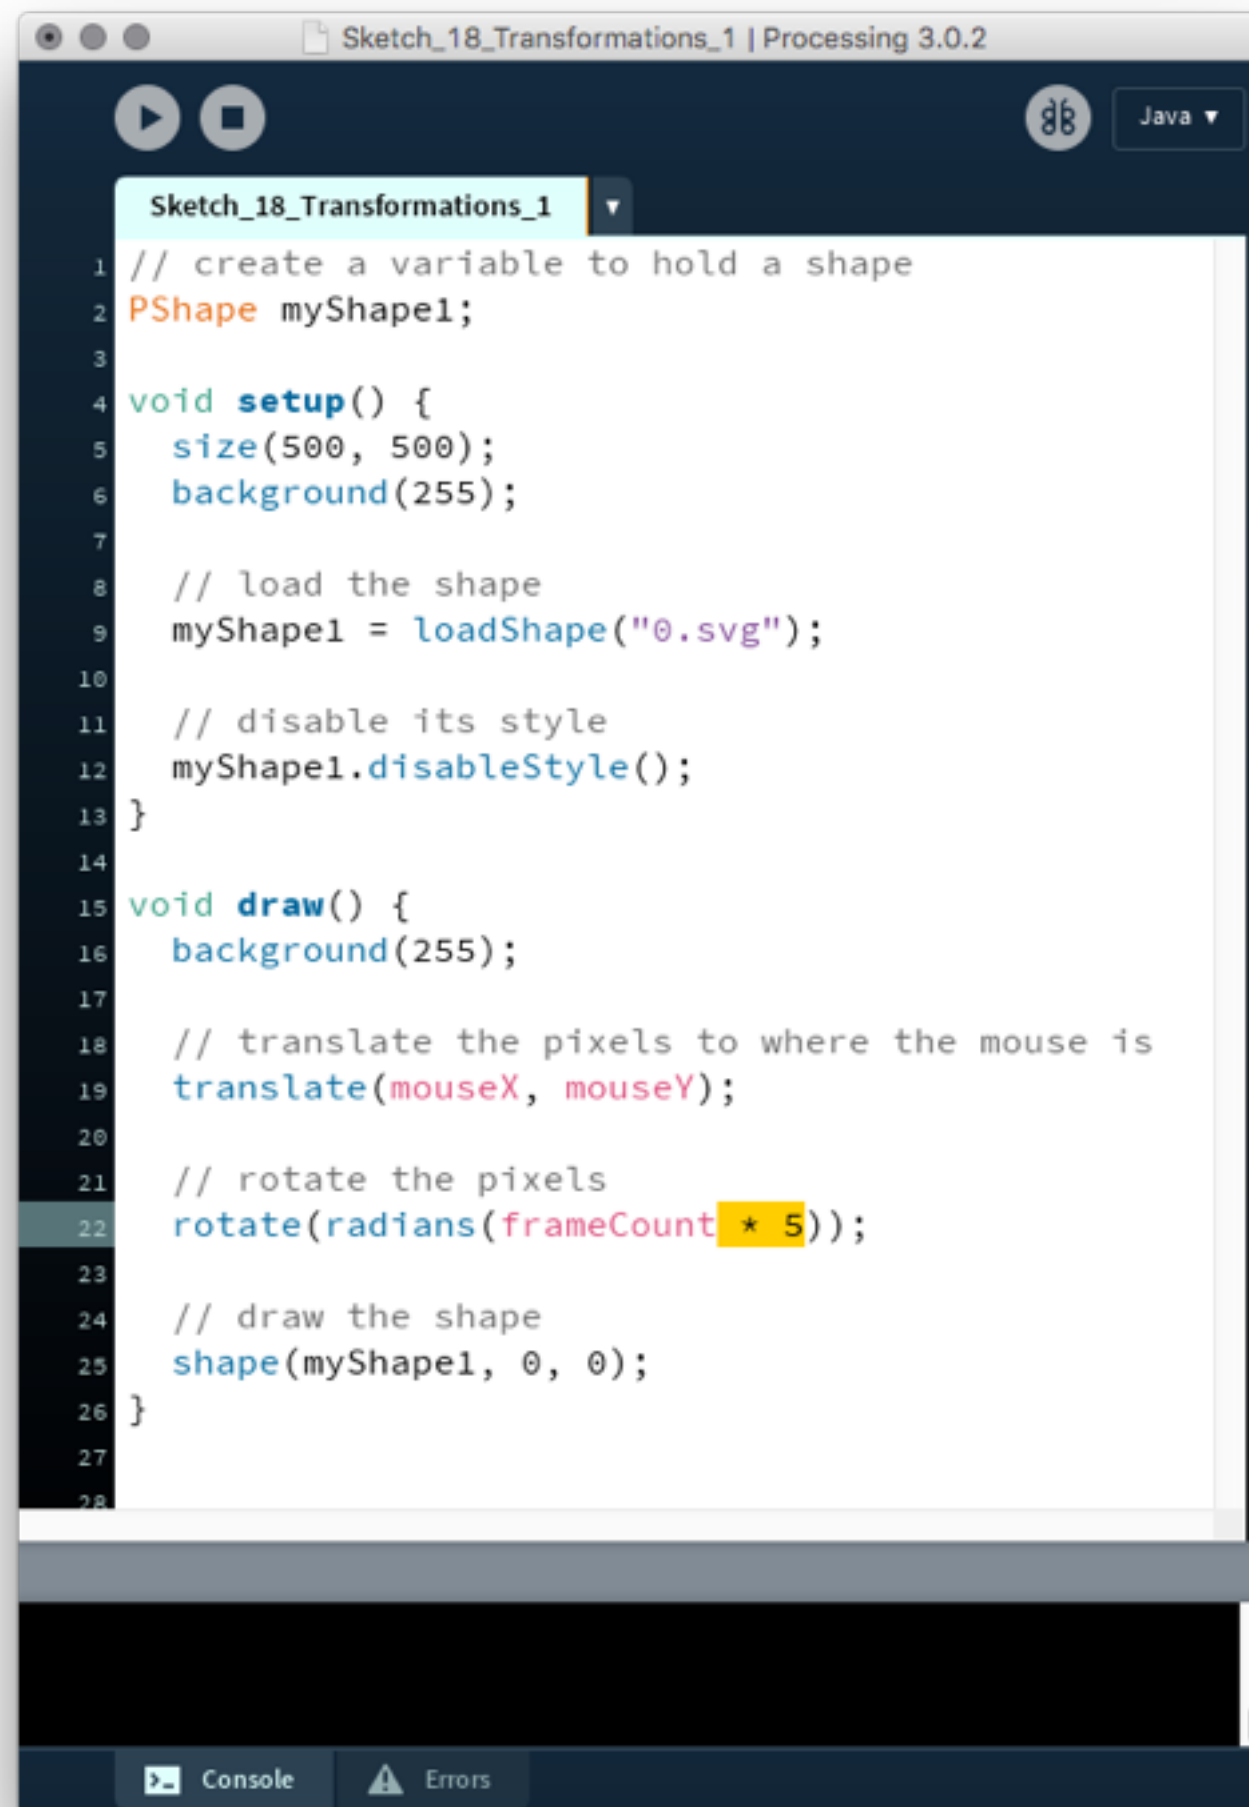 Sketch_18_Transformations_1 | Processing 3.0.2
Java ▼
Sketch_18_Transformations_1 ▼
1 // create a variable to hold a shape
2 PShape myShape1;
3
4 void setup() {
5   size(500, 500);
6   background(255);
7
8   // load the shape
9   myShape1 = loadShape("0.svg");
10
11   // disable its style
12   myShape1.disableStyle();
13 }
14
15 void draw() {
16   background(255);
17
18   // translate the pixels to where the mouse is
19   translate(mouseX, mouseY);
20
21   // rotate the pixels
22   rotate(radians(frameCount * 5));
23
24   // draw the shape
25   shape(myShape1, 0, 0);
26 }
27
28
Console Errors